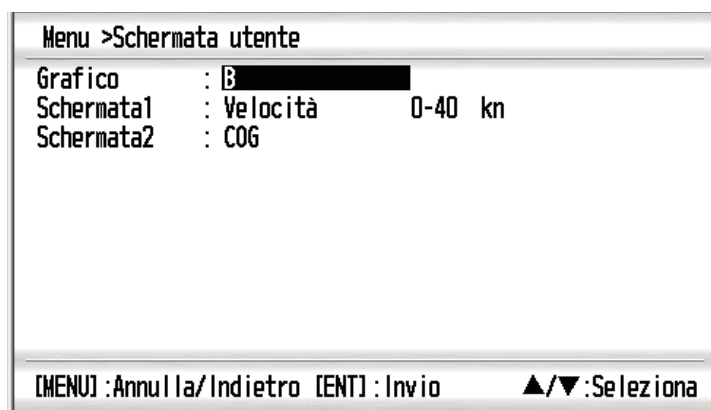 Menu >Schermata utente
Grafico : B
Schermata1 : Velocità 0-40 kn
Schermata2 : COG
[MENU]:Annulla/Indietro [ENT]:Invio ▲/▼:Seleziona